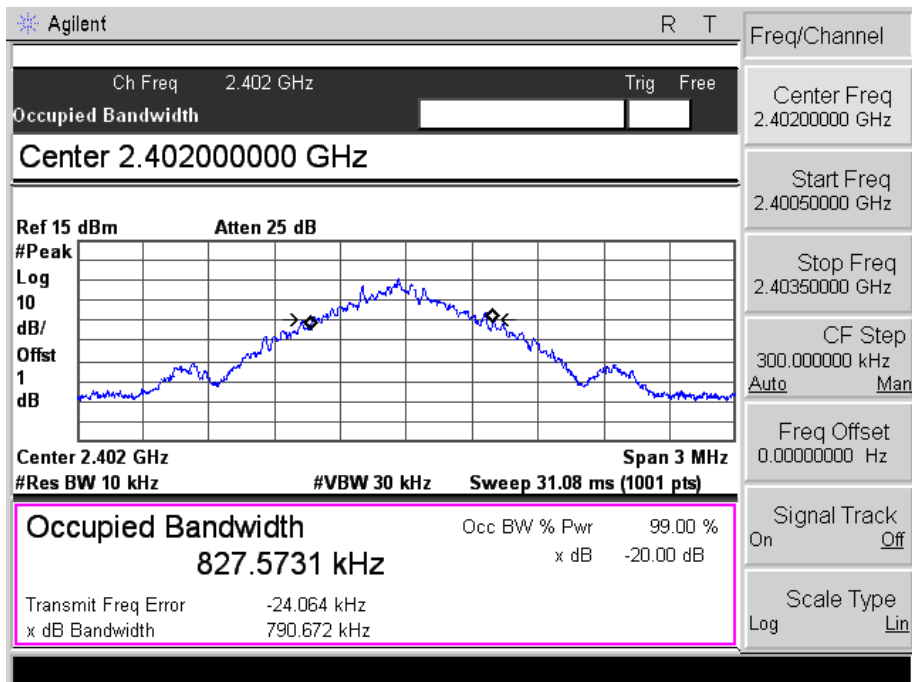 Agilent R T
Ch Freq 2.402 GHz Trig Free
Occupied Bandwidth
Center 2.402000000 GHz
Ref 15 dBm Atten 25 dB
#Peak
Log
10
dB/
Offst
1
dB
Center 2.402 GHz Span 3 MHz
#Res BW 10 kHz #VBW 30 kHz Sweep 31.08 ms (1001 pts)
Occupied Bandwidth
827.5731 kHz
Occ BW % Pwr 99.00 %
x dB -20.00 dB
Transmit Freq Error -24.064 kHz
x dB Bandwidth 790.672 kHz
Freq/Channel
Center Freq
2.40200000 GHz
Start Freq
2.40050000 GHz
Stop Freq
2.40350000 GHz
CF Step
300.000000 kHz
Auto Man
Freq Offset
0.00000000 Hz
Signal Track
On Off
Scale Type
Log Lin